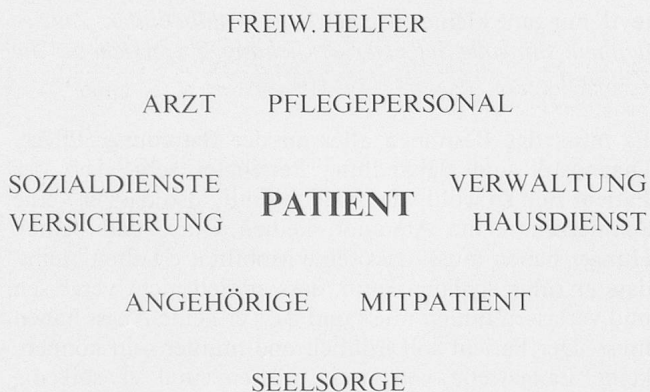 FREIW. HELFER
ARZT PFLEGEPERSONAL
SOZIALDIENSTE VERWALTUNG
VERSICHERUNG PATIENT HAUSDIENST
ANGEHÖRIGE MITPATIENT
SEELSORGE